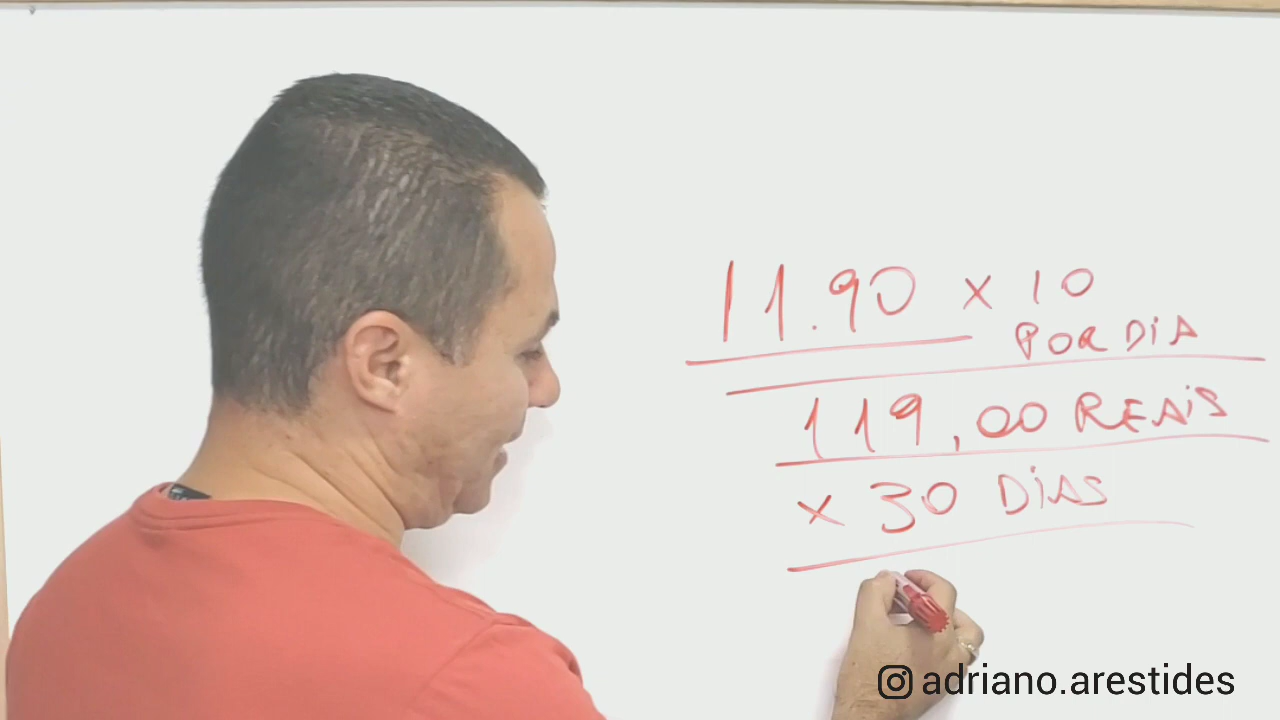 11.90 x 10
POR DIA
119,00 REAIS
x 30 DIAS
adriano.arestides